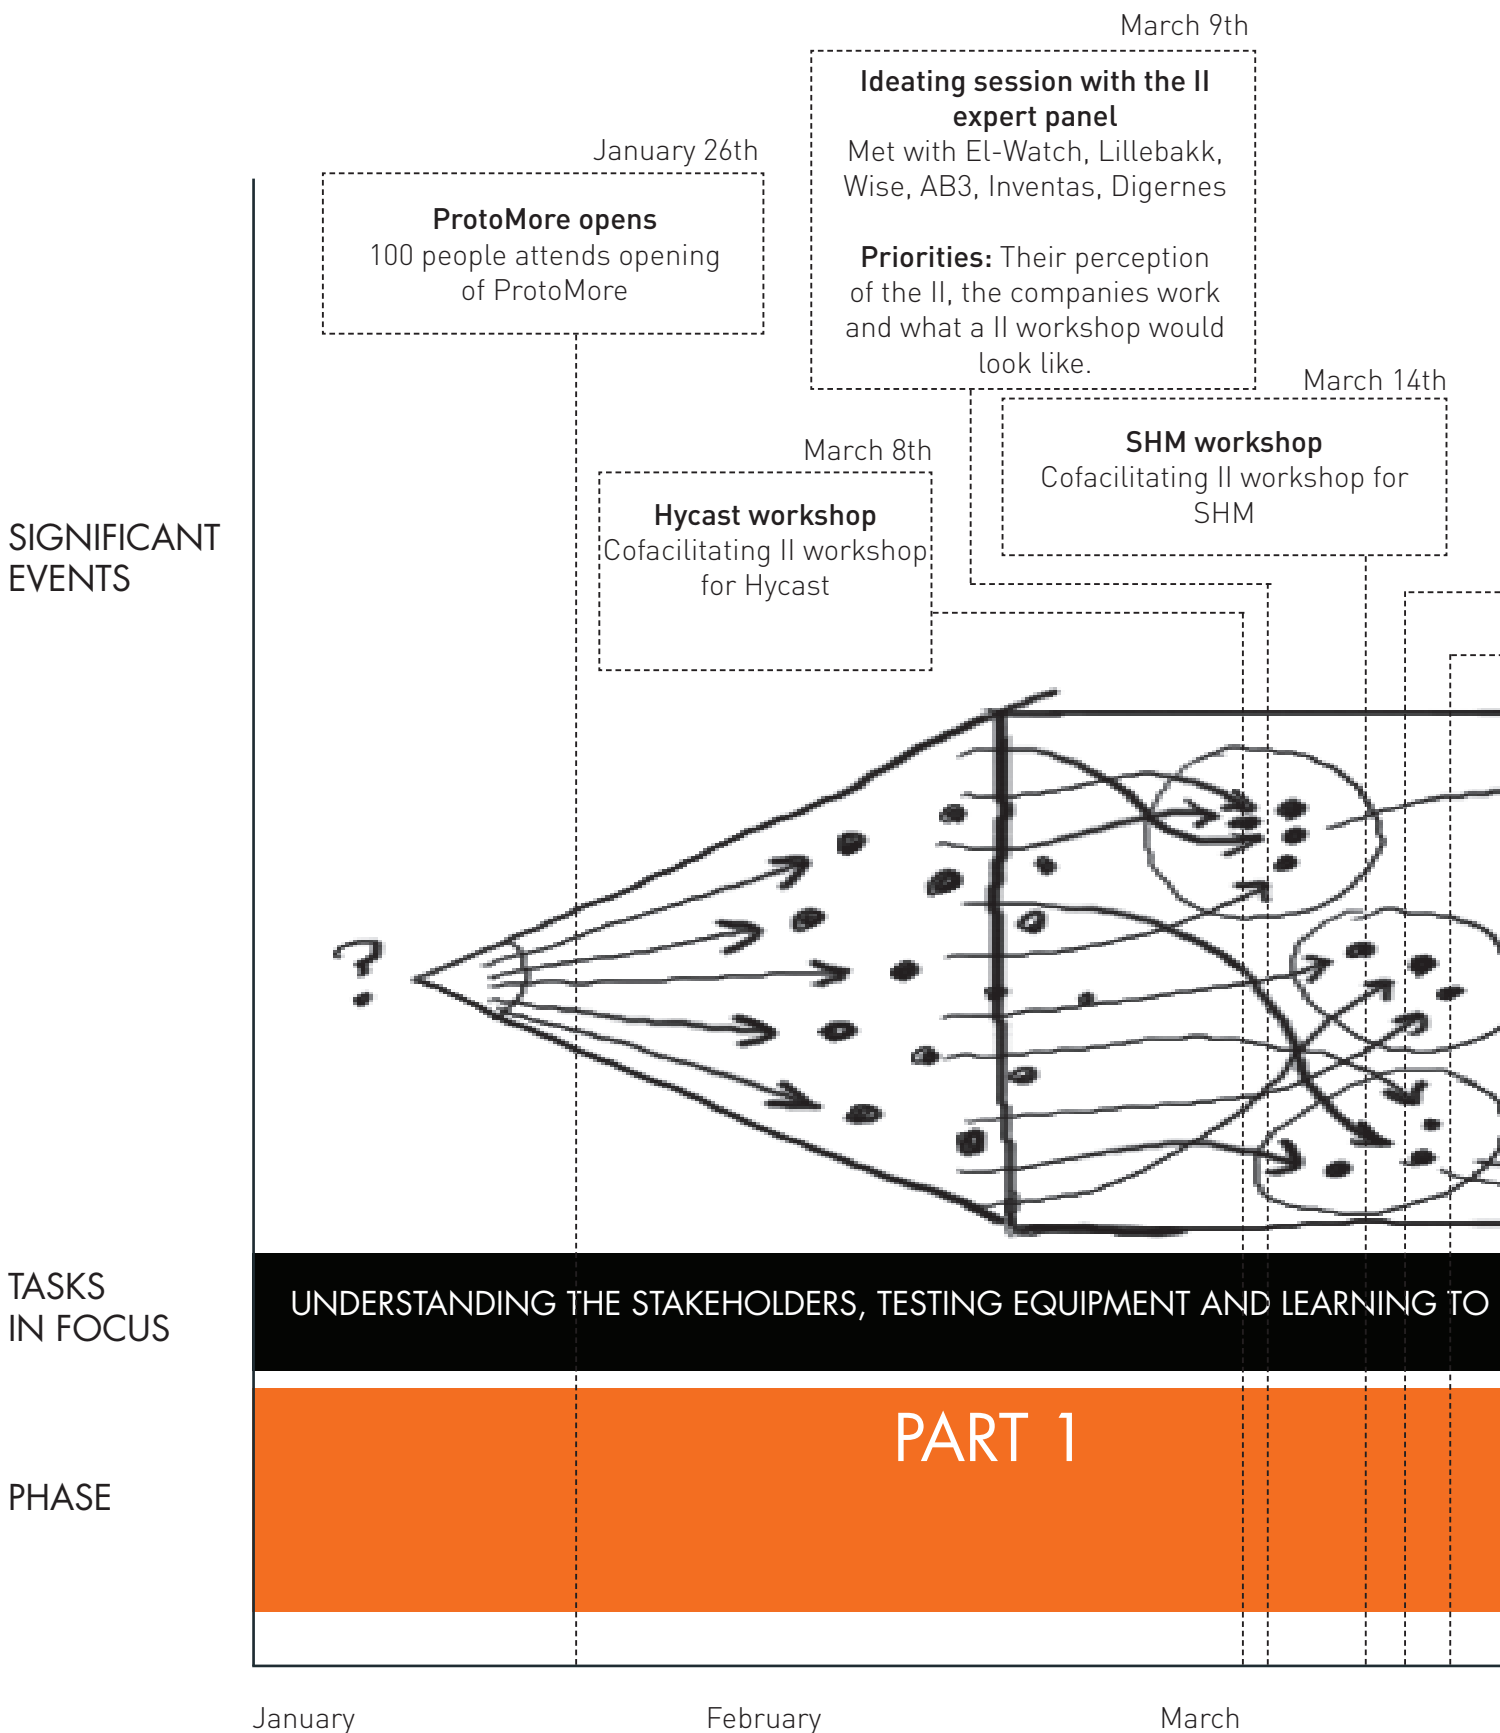 March 9th
Ideating session with the II
expert panel
Met with El-Watch, Lillebakk,
Wise, AB3, Inventas, Digernes
Priorities: Their perception
of the II, the companies work
and what a II workshop would
look like.
January 26th
ProtoMore opens
100 people attends opening
of ProtoMore
March 14th
SHM workshop
Cofacilitating II workshop for
SHM
March 8th
Hycast workshop
Cofacilitating II workshop
for Hycast
SIGNIFICANT
EVENTS
?
TASKS
IN FOCUS
UNDERSTANDING THE STAKEHOLDERS, TESTING EQUIPMENT AND LEARNING TO
PART 1
PHASE
January
February
March